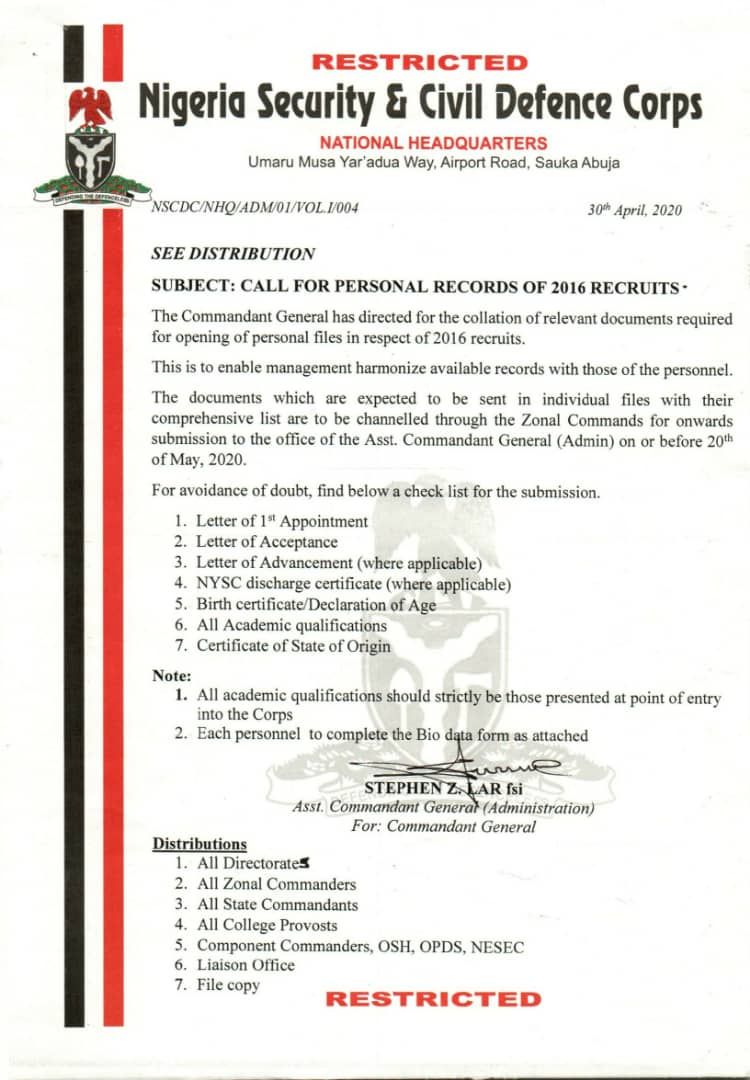 RESTRICTED
Nigeria Security & Civil Defence Corps
NATIONAL HEADQUARTERS
Umaru Musa Yar'adua Way, Airport Road, Sauka Abuja
DEFENDING THE DEFENCELESS
NSCDC/NHQ/ADM/01/VOL.I/004
30th April, 2020
SEE DISTRIBUTION
SUBJECT: CALL FOR PERSONAL RECORDS OF 2016 RECRUITS
The Commandant General has directed for the collation of relevant documents required
for opening of personal files in respect of 2016 recruits.
This is to enable management harmonize available records with those of the personnel.
The documents which are expected to be sent in individual files with their
comprehensive list are to be channelled through the Zonal Commands for onwards
submission to the office of the Asst. Commandant General (Admin) on or before 20th
of May, 2020.
For avoidance of doubt, find below a check list for the submission.
1. Letter of 1st Appointment
2. Letter of Acceptance
3. Letter of Advancement (where applicable)
4. NYSC discharge certificate (where applicable)
5. Birth certificate/Declaration of Age
6. All Academic qualifications
7. Certificate of State of Origin
Note:
1. All academic qualifications should strictly be those presented at point of entry
into the Corps
2. Each personnel to complete the Bio data form as attached
STEPHEN Z. LAR fsi
Asst. Commandant General (Administration)
For: Commandant General
Distributions
1. All Directorates
2. All Zonal Commanders
3. All State Commandants
4. All College Provosts
5. Component Commanders, OSH, OPDS, NESEC
6. Liaison Office
7. File copy
RESTRICTED